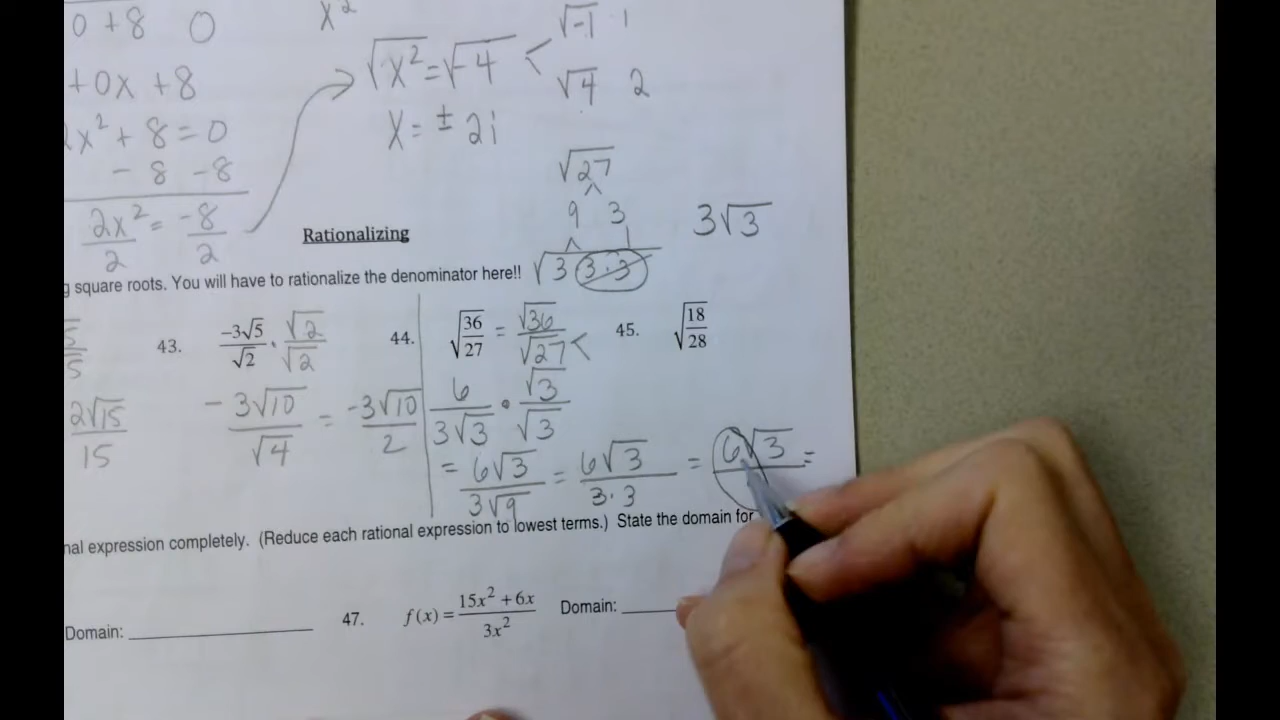 0 + 8 0 x²
+ 0x + 8
2x² + 8 = 0
- 8 - 8
2x²/2 = -8/2
√x² = √-4 < √-1 i
√4 2
x = ± 2i
√27
9 3
√3 3·3
3√3
Rationalizing
square roots. You will have to rationalize the denominator here!!
43. -3√5/√2 · √2/√2
-3√10/√4 = -3√10/2
2√15/15
44. √36/27 = √36/√27 <
6/3√3 · √3/√3
= 6√3/3√9 = 6√3/3·3 = 6√3 =
45. √18/28
expression completely. (Reduce each rational expression to lowest terms.) State the domain for
Domain:
47. f(x) = 15x² + 6x/3x² Domain: